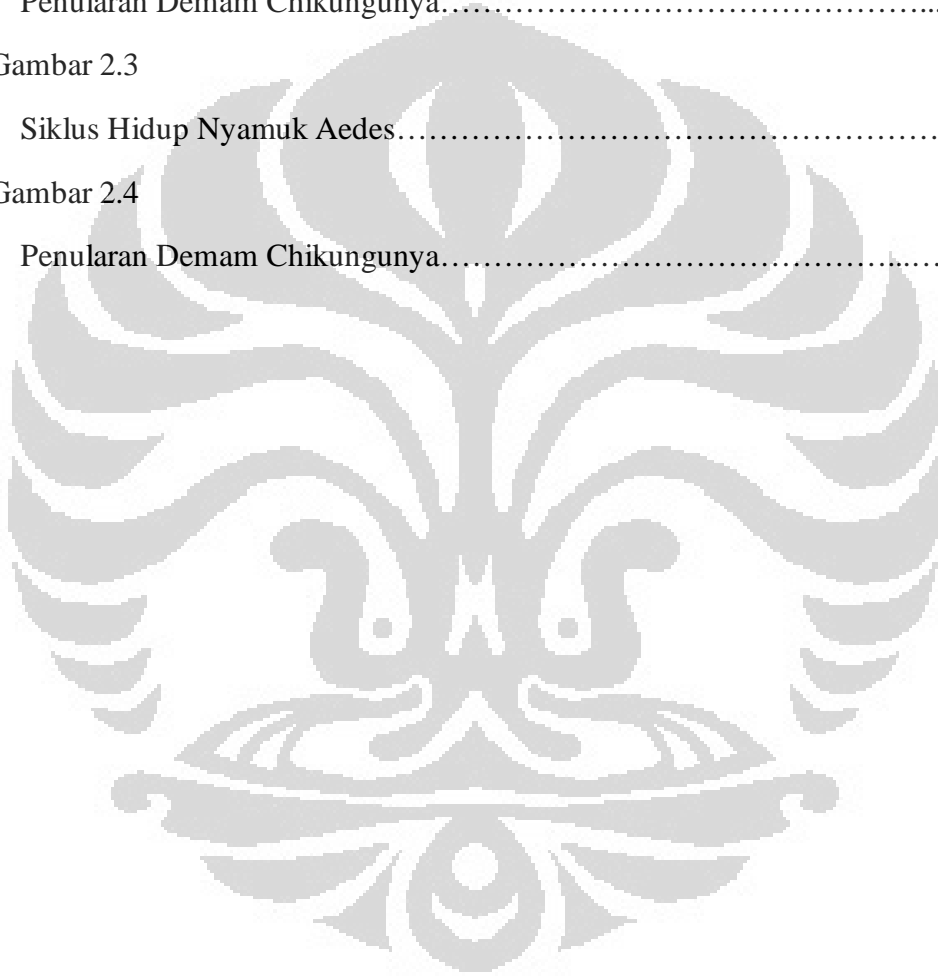 Penularan Demam Chikungunya…………………………………………...
Gambar 2.3
Siklus Hidup Nyamuk Aedes……………………………………………………
Gambar 2.4
Penularan Demam Chikungunya………………………………………...…